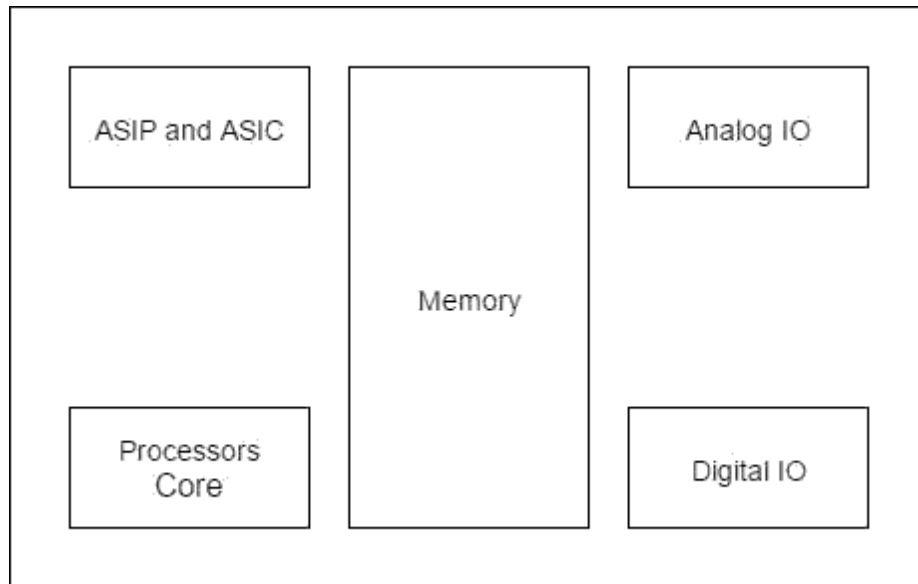 ASIP and ASIC
Analog IO
Memory
Processors
Core
Digital IO